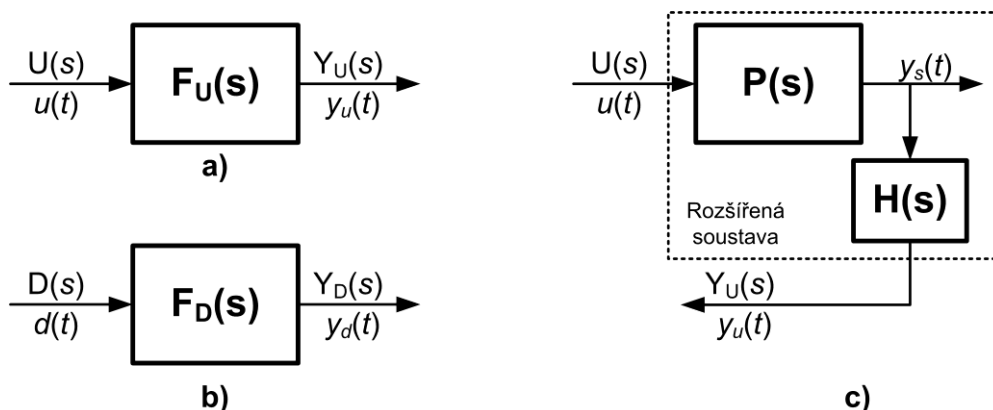 U(s)
u(t)
F_U(s)
Y_U(s)
y_u(t)
a)
D(s)
d(t)
F_D(s)
Y_D(s)
y_d(t)
b)
U(s)
u(t)
P(s)
y_s(t)
H(s)
Rozšířená
soustava
Y_U(s)
y_u(t)
c)